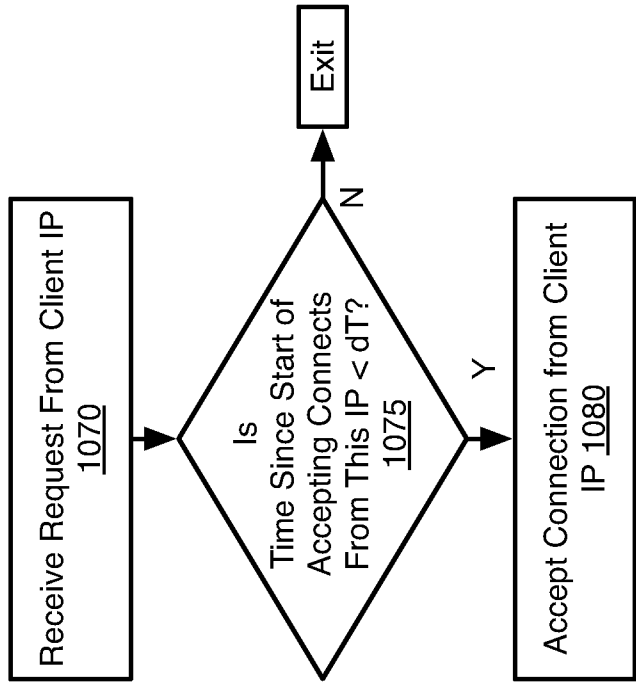 Receive Request From Client IP
1070
Is
Time Since Start of
Accepting Connects
From This IP < dT?
1075
N
Exit
Y
Accept Connection from Client
IP 1080